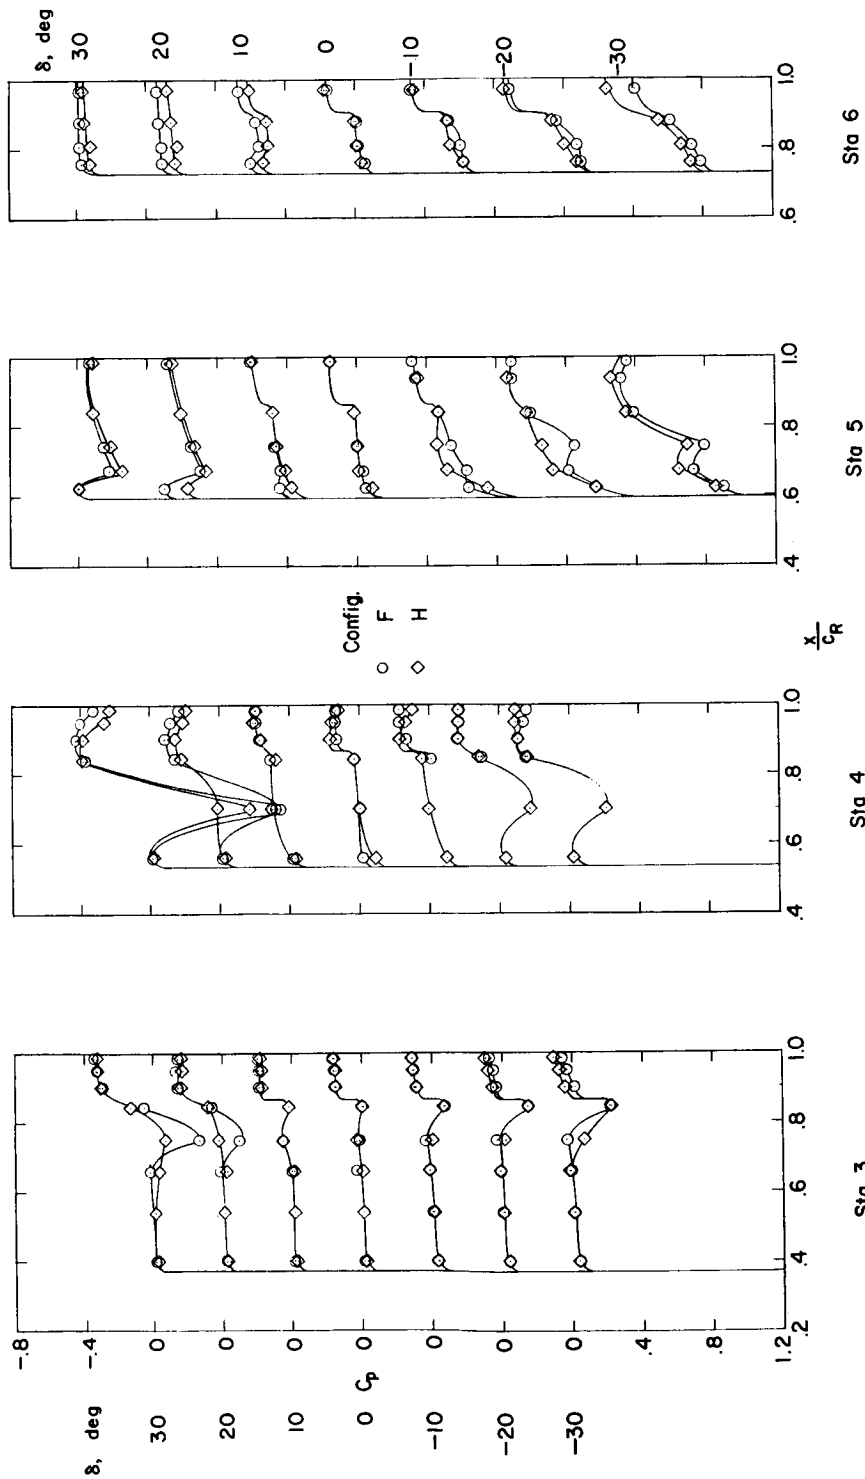 δ, deg
30
20
10
0
-10
-20
-30
C_p
-.8
-.4
0
0
0
0
0
0
0
.4
.8
1.2
.2 .4 .6 .8 1.0
Sta 3
.4 .6 .8 1.0
Sta 4
Config.
F
H
x/c_R
.4 .6 .8 1.0
Sta 5
.6 .8 1.0
Sta 6
δ, deg
30
20
10
0
-10
-20
-30